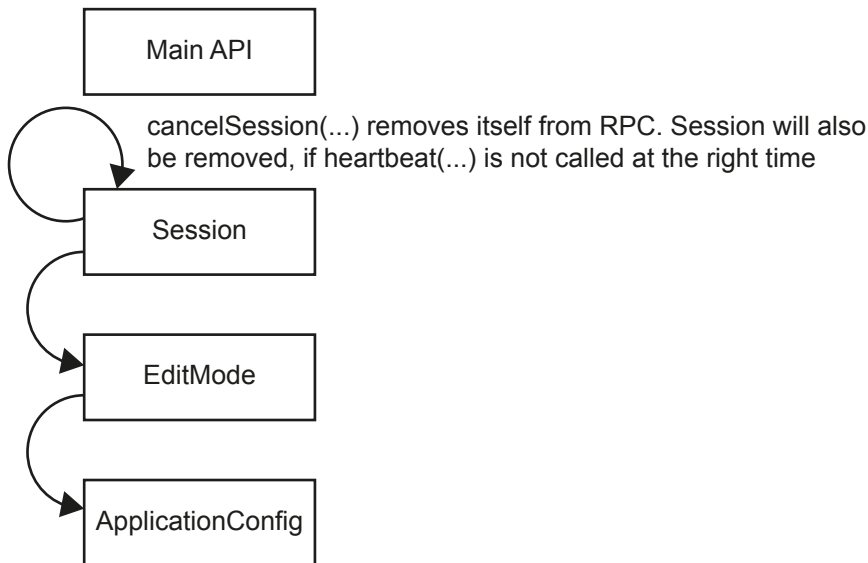 Main API
cancelSession(...) removes itself from RPC. Session will also
be removed, if heartbeat(...) is not called at the right time
Session
EditMode
ApplicationConfig